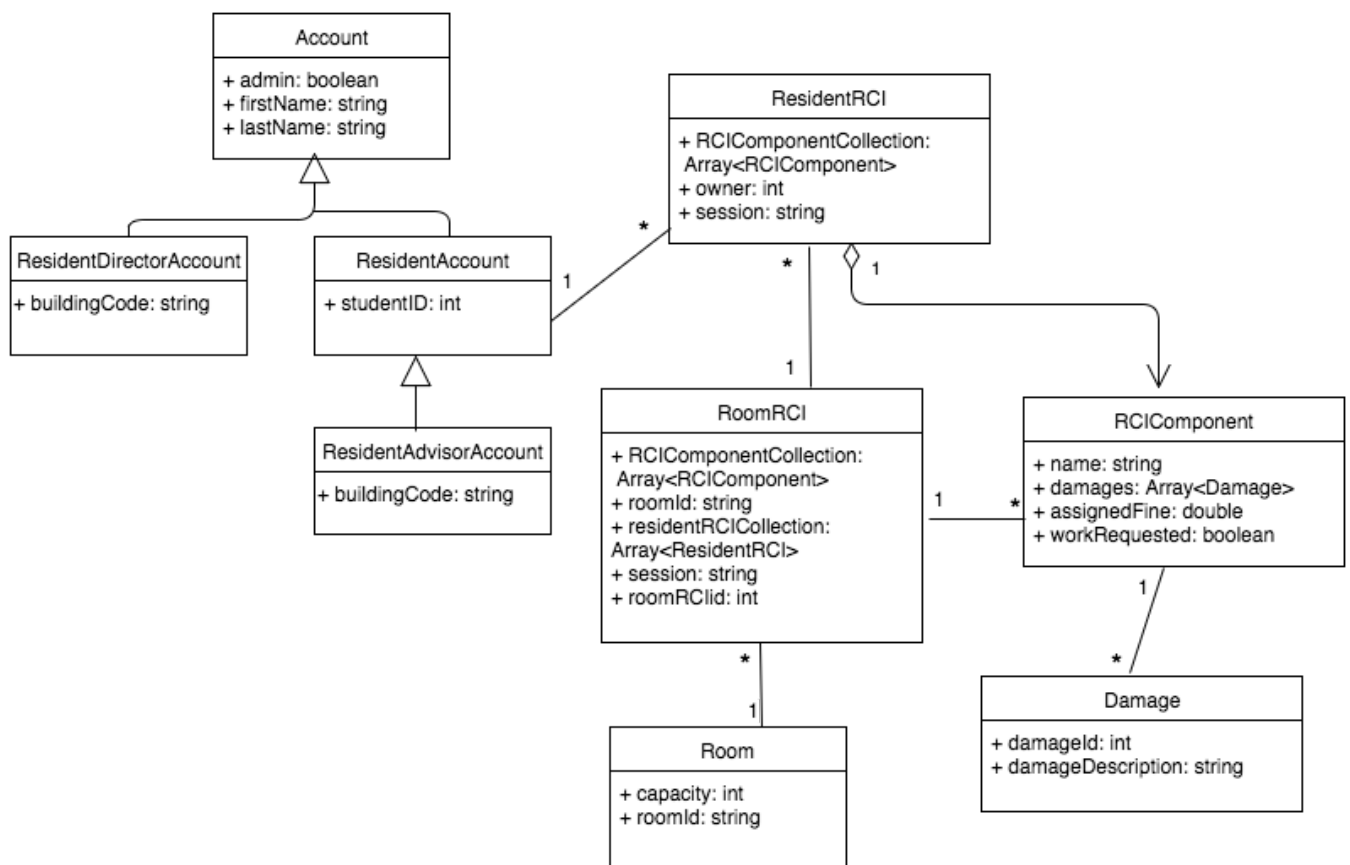 Account
+ admin: boolean
+ firstName: string
+ lastName: string
ResidentRCI
+ RCIComponentCollection:
Array<RCIComponent>
+ owner: int
+ session: string
ResidentDirectorAccount
+ buildingCode: string
ResidentAccount
+ studentID: int
1
*
*
1
1
ResidentAdvisorAccount
+ buildingCode: string
RoomRCI
+ RCIComponentCollection:
Array<RCIComponent>
+ roomId: string
+ residentRCICollection:
Array<ResidentRCI>
+ session: string
+ roomRCIid: int
1
*
RCIComponent
+ name: string
+ damages: Array<Damage>
+ assignedFine: double
+ workRequested: boolean
1
*
*
1
Room
+ capacity: int
+ roomId: string
Damage
+ damageId: int
+ damageDescription: string